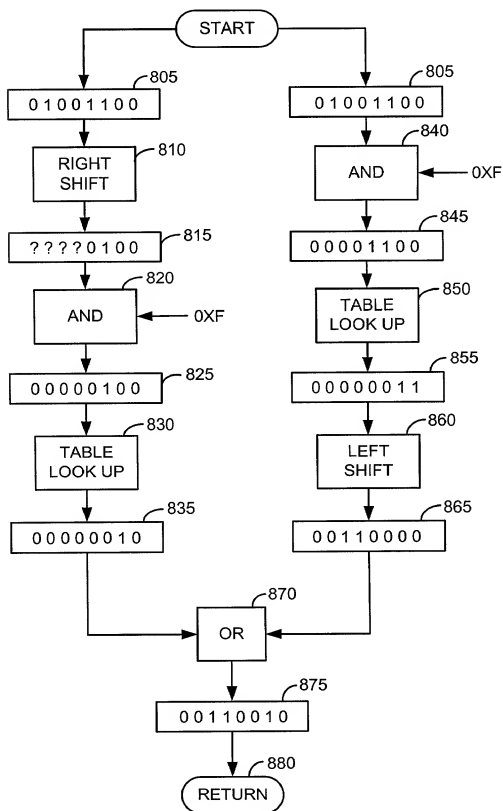 START
805
01001100
810
RIGHT
SHIFT
815
????0100
820
AND
0XF
825
00000100
830
TABLE
LOOK UP
835
00000010
805
01001100
840
AND
0XF
845
00001100
850
TABLE
LOOK UP
855
00000011
860
LEFT
SHIFT
865
00110000
870
OR
875
00110010
880
RETURN